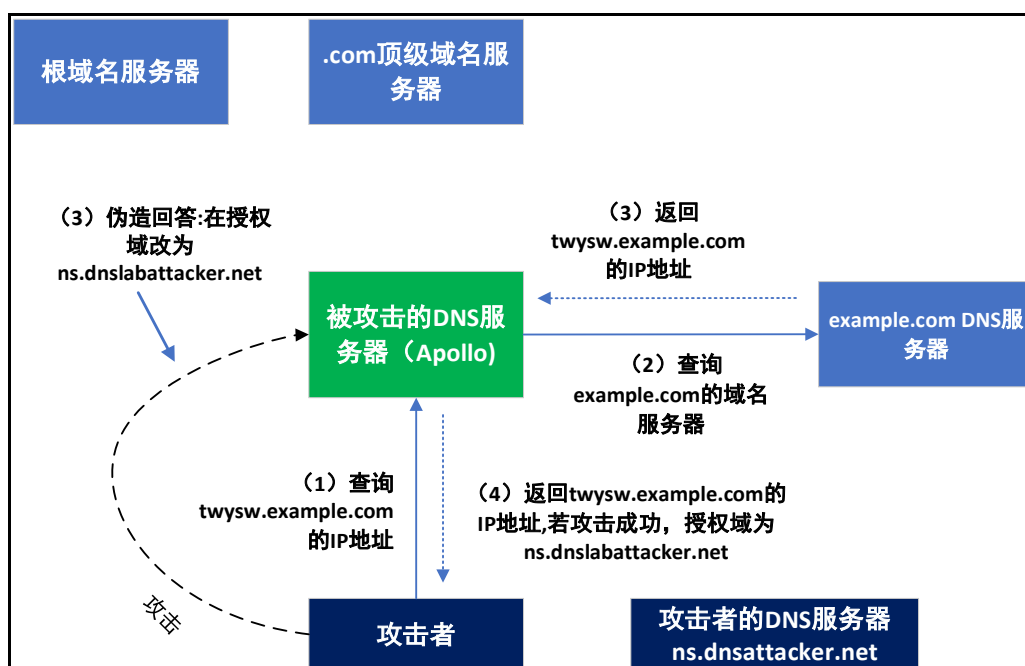 根域名服务器
.com顶级域名服
务器
（3）伪造回答:在授权
域改为
ns.dnslabattacker.net
（3）返回
twysw.example.com
的IP地址
被攻击的DNS服
务器（Apollo)
example.com DNS服
务器
（2）查询
example.com的域名
服务器
（1）查询
twysw.example.com
的IP地址
（4）返回twysw.example.com的
IP地址,若攻击成功，授权域为
ns.dnslabattacker.net
攻击
攻击者
攻击者的DNS服务器
ns.dnsattacker.net